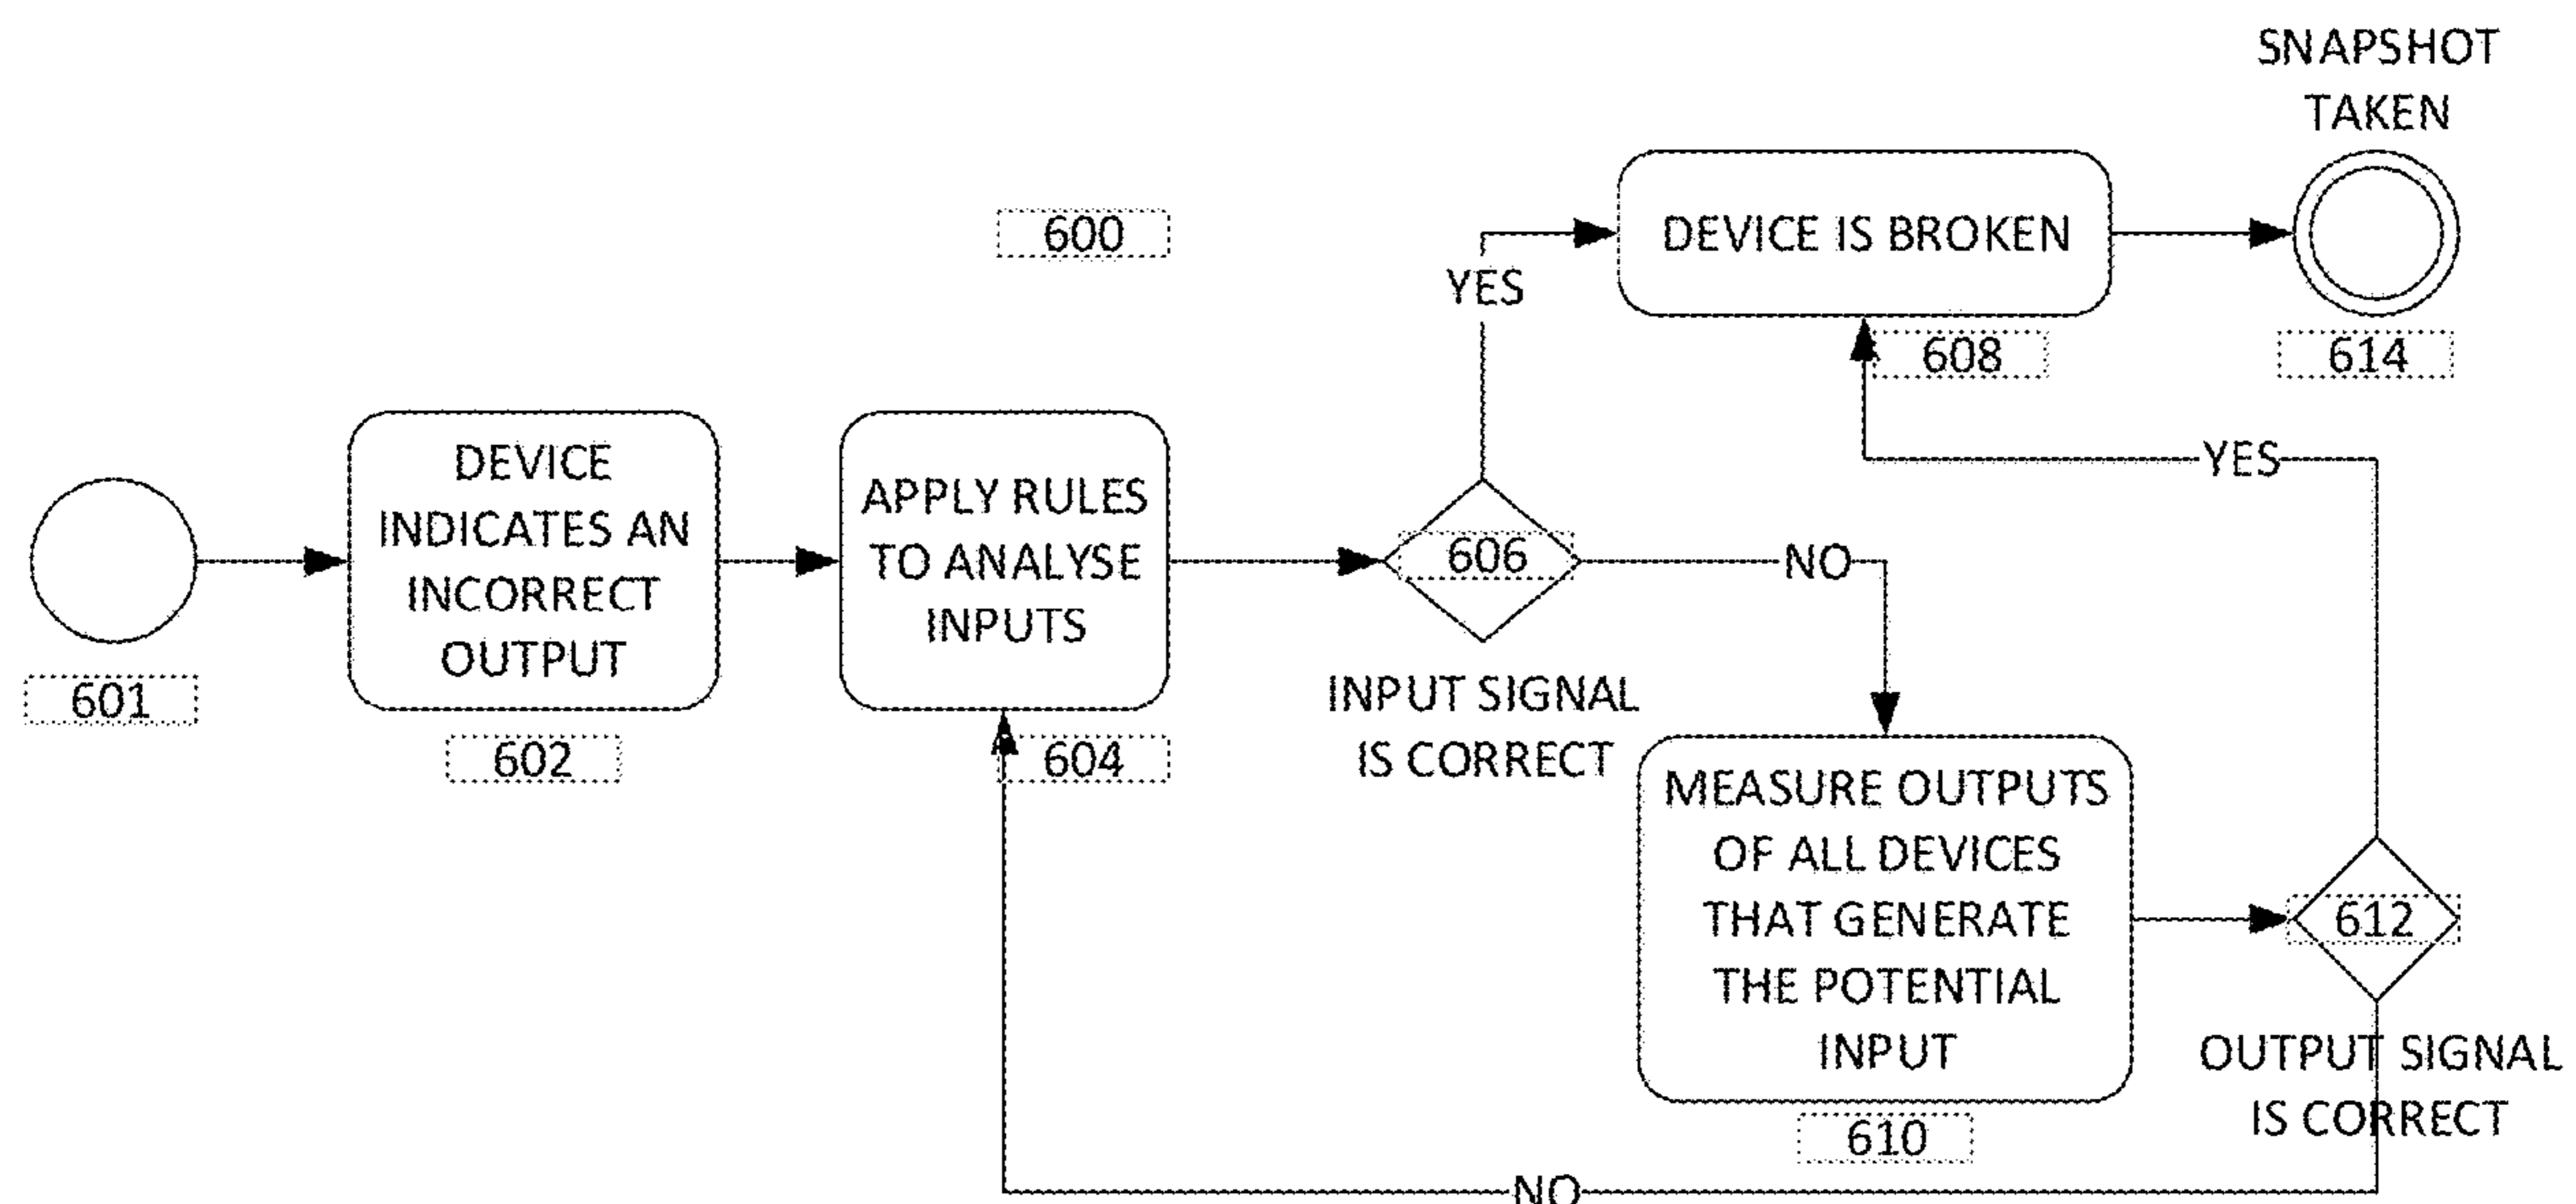 SNAPSHOT
TAKEN
600
DEVICE IS BROKEN
YES
608
614
DEVICE
INDICATES AN
INCORRECT
OUTPUT
APPLY RULES
TO ANALYSE
INPUTS
YES
606
NO
601
602
604
INPUT SIGNAL
IS CORRECT
MEASURE OUTPUTS
OF ALL DEVICES
THAT GENERATE
THE POTENTIAL
INPUT
612
OUTPUT SIGNAL
IS CORRECT
610
NO